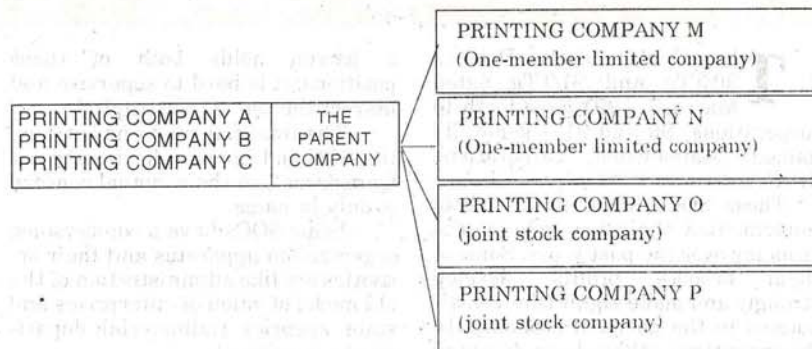 PRINTING COMPANY A
PRINTING COMPANY B
PRINTING COMPANY C
THE
PARENT
COMPANY
PRINTING COMPANY M
(One-member limited company)
PRINTING COMPANY N
(One-member limited company)
PRINTING COMPANY O
(joint stock company)
PRINTING COMPANY P
(joint stock company)